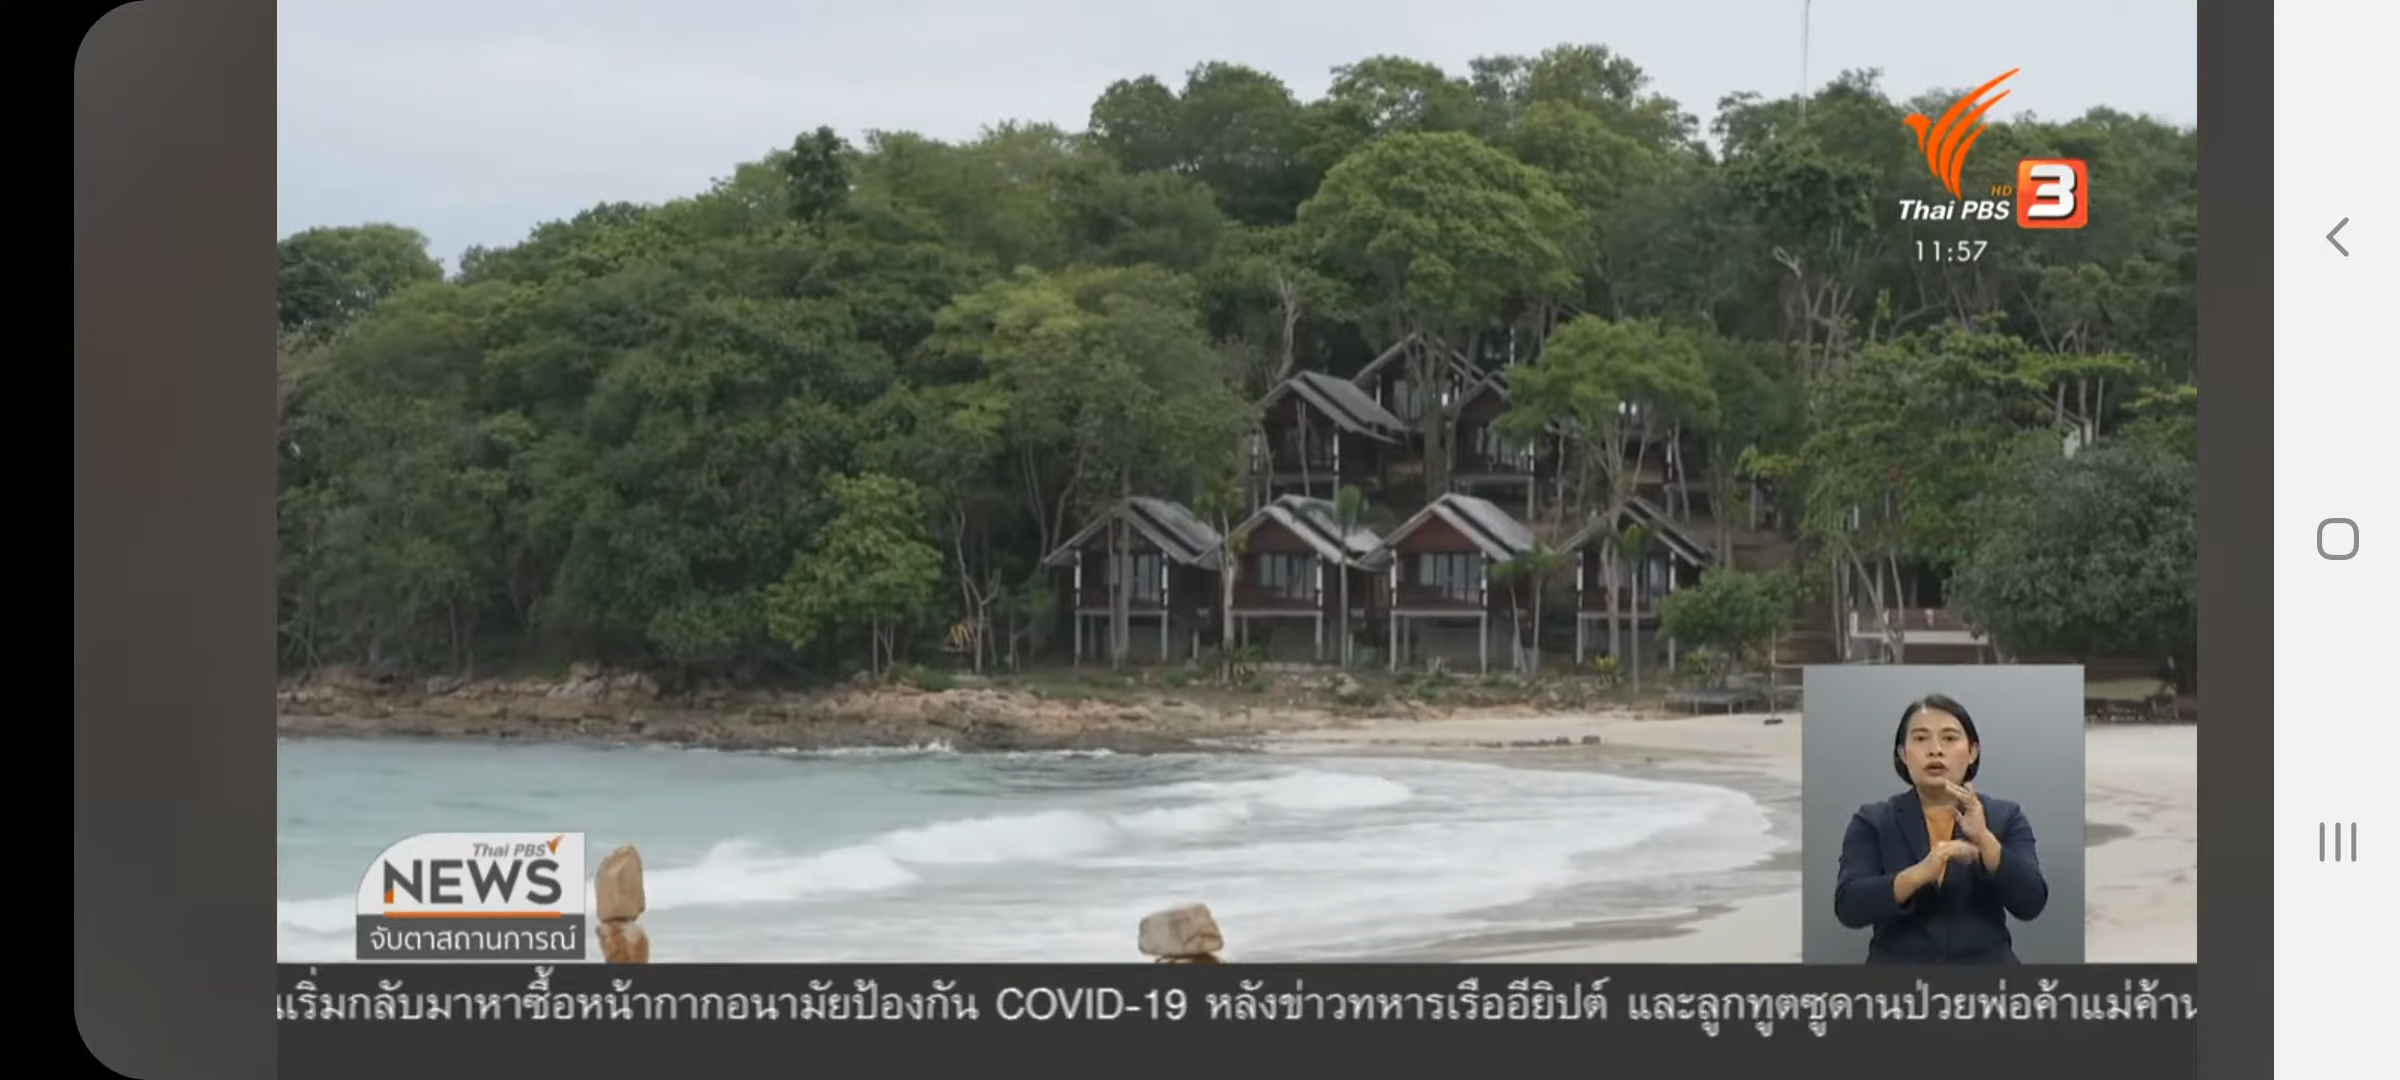 Thai PBS
HD
3
11:57
Thai PBS
NEWS
จับตาสถานการณ์
เริ่มกลับมาหาซื้อหน้ากากอนามัยป้องกัน COVID-19 หลังข่าวทหารเรืออียิปต์ และลูกทูตซูดานป่วยพ่อค้าแม่ค้า